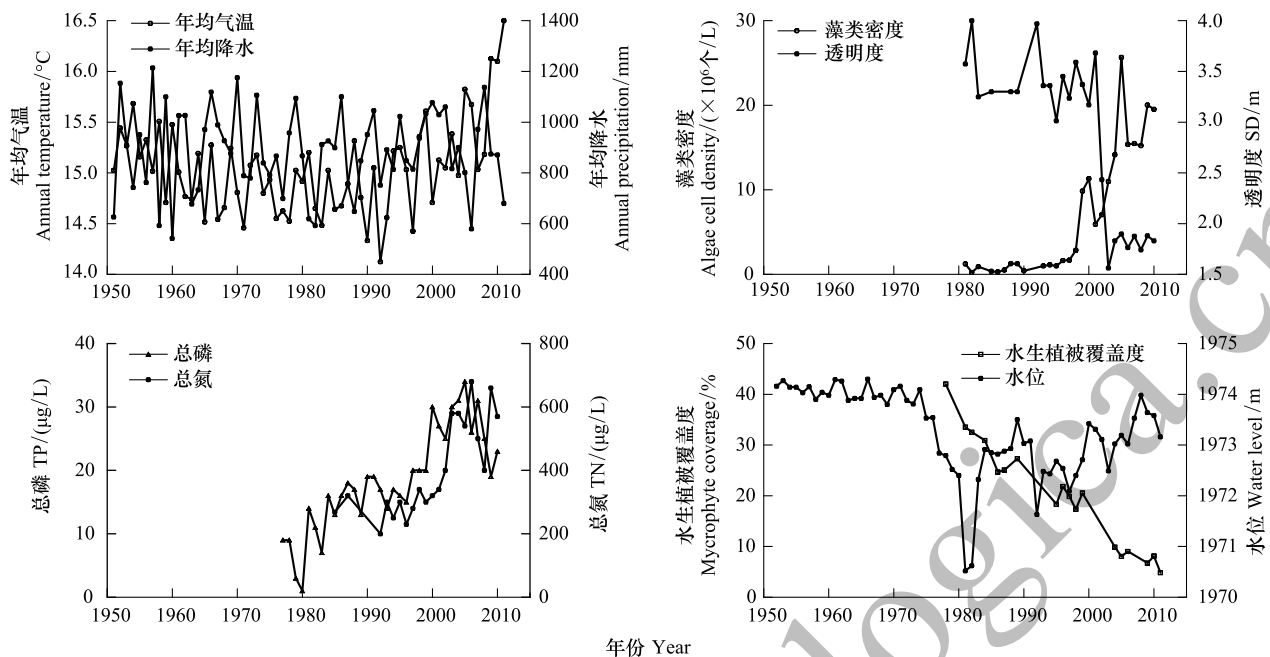 年均气温
年均降水
年均气温
Annual temperature/°C
16.5
16.0
15.5
15.0
14.5
14.0
1400
1200
1000
800
600
400
年均降水
Annual precipitation/mm
1950 1960 1970 1980 1990 2000 2010
藻类密度
透明度
藻类密度
Algae cell density/(×10⁶个/L)
30
20
10
0
4.0
3.5
3.0
2.5
2.0
1.5
透明度 SD/m
1950 1960 1970 1980 1990 2000 2010
总磷
总氮
总磷 TP/(μg/L)
40
30
20
10
0
800
600
400
200
0
总氮 TN/(μg/L)
1950 1960 1970 1980 1990 2000 2010
水生植被覆盖度
水位
水生植被覆盖度
Mycrophyte coverage/%
50
40
30
20
10
0
1975
1974
1973
1972
1971
1970
水位 Water level/m
1950 1960 1970 1980 1990 2000 2010
年份 Year
logica.cn